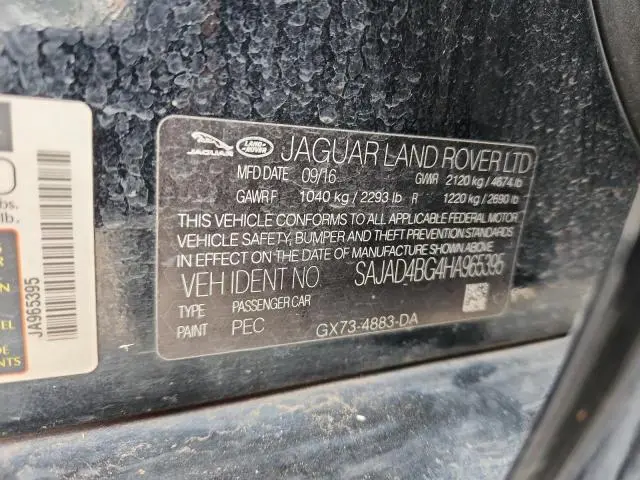 JAGUAR LAND ROVER JAGUAR LAND ROVER LTD
MFD DATE 09/16 GVWR 2120 kg / 4674 lb
GAWR F 1040 kg / 2293 lb R 1220 kg / 2690 lb
THIS VEHICLE CONFORMS TO ALL APPLICABLE FEDERAL MOTOR
VEHICLE SAFETY, BUMPER AND THEFT PREVENTION STANDARDS
IN EFFECT ON THE DATE OF MANUFACTURE SHOWN ABOVE.
VEH IDENT NO. SAJAD4BG4HA965395
TYPE PASSENGER CAR
PAINT PEC GX73-4883-DA
JA965395
lb.